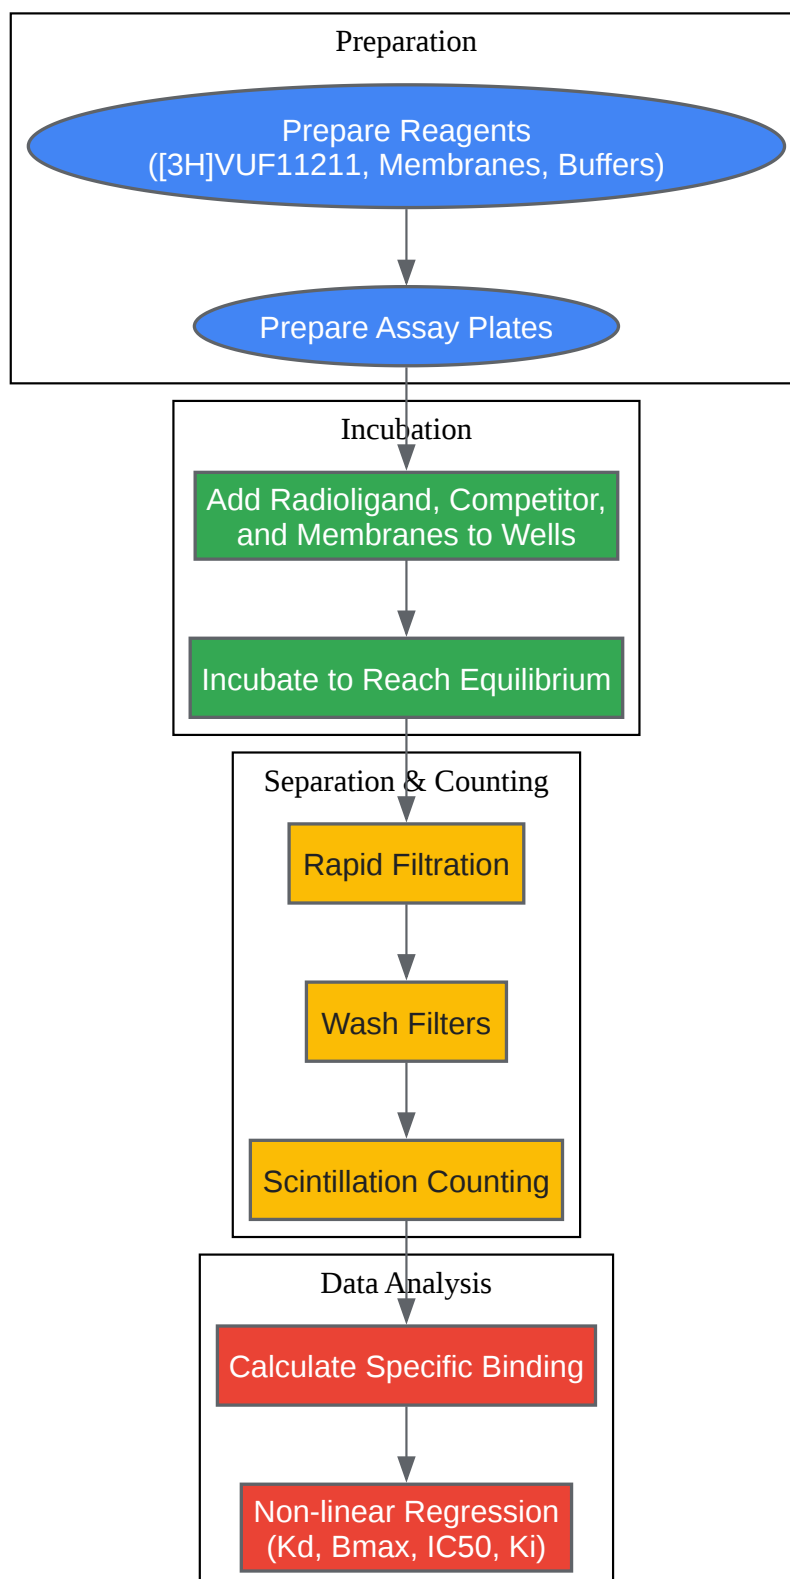 Preparation
Prepare Reagents
([3H]VUF11211, Membranes, Buffers)
Prepare Assay Plates
Incubation
Add Radioligand, Competitor,
and Membranes to Wells
Incubate to Reach Equilibrium
Separation & Counting
Rapid Filtration
Wash Filters
Scintillation Counting
Data Analysis
Calculate Specific Binding
Non-linear Regression
(Kd, Bmax, IC50, Ki)